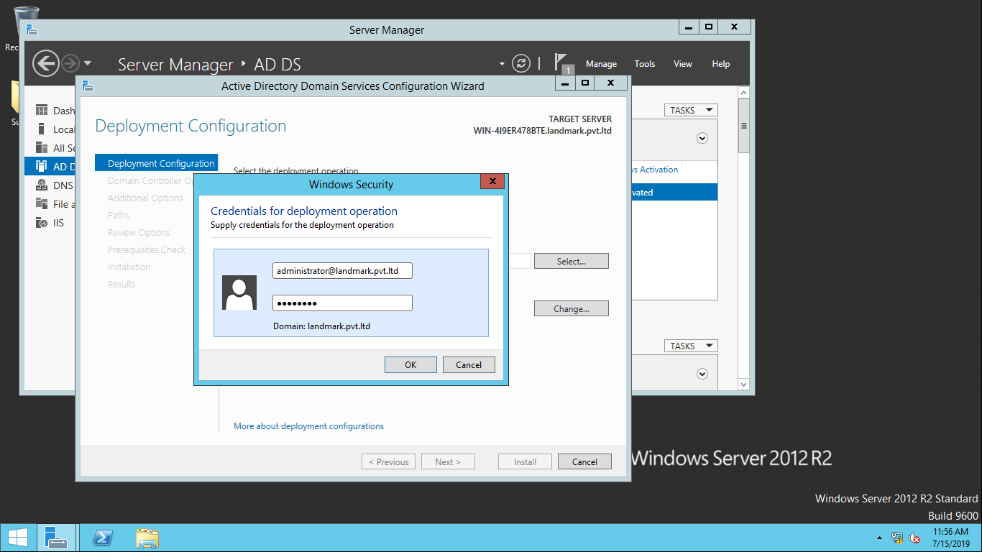 Server Manager
Server Manager ▸ AD DS
1
Manage
Tools
View
Help
Active Directory Domain Services Configuration Wizard
Deployment Configuration
TARGET SERVER
WIN-4I9ER478BTE.landmark.pvt.ltd
Deployment Configuration
Domain Controller
Additional Options
Paths
Review Options
Prerequisites Check
Installation
Results
Select the deployment operation
Windows Security
Credentials for deployment operation
Supply credentials for the deployment operation
administrator@landmark.pvt.ltd
●●●●●●●●
Domain: landmark.pvt.ltd
OK
Cancel
Select...
Change...
More about deployment configurations
< Previous
Next >
Install
Cancel
Dash
Local
All Se
AD D
DNS
File a
IIS
TASKS
Activation
TASKS
Windows Server 2012 R2
Windows Server 2012 R2 Standard
Build 9600
11:56 AM
7/15/2019